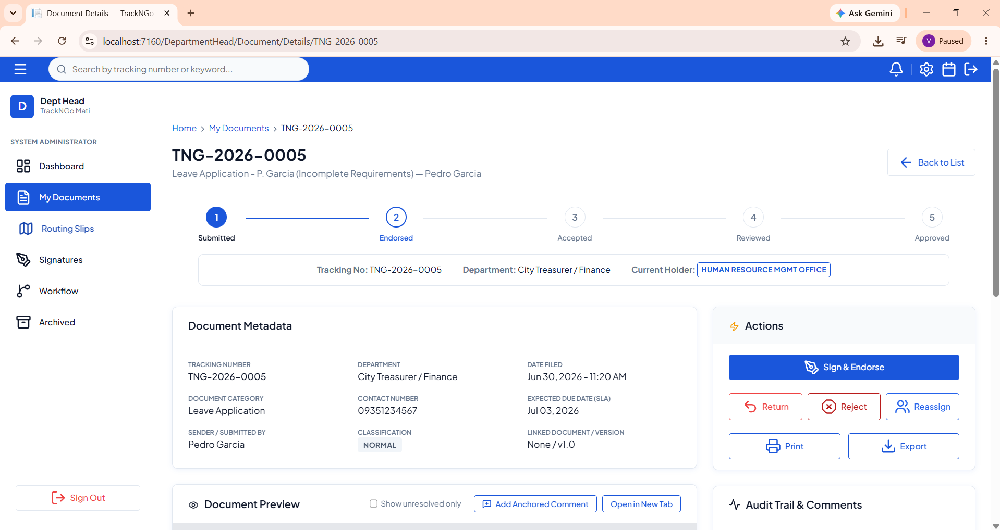 Document Details — TrackNGo
Ask Gemini
localhost:7160/DepartmentHead/Document/Details/TNG-2026-0005
V Paused
Search by tracking number or keyword...
D
Dept Head
TrackNGo Mati
SYSTEM ADMINISTRATOR
Dashboard
My Documents
Routing Slips
Signatures
Workflow
Archived
Sign Out
Home > My Documents > TNG-2026-0005
TNG-2026-0005
Leave Application - P. Garcia (Incomplete Requirements) — Pedro Garcia
Back to List
1 2 3 4 5
Submitted Endorsed Accepted Reviewed Approved
Tracking No: TNG-2026-0005 Department: City Treasurer / Finance Current Holder: HUMAN RESOURCE MGMT OFFICE
Document Metadata
TRACKING NUMBER DEPARTMENT DATE FILED
TNG-2026-0005 City Treasurer / Finance Jun 30, 2026 - 11:20 AM
DOCUMENT CATEGORY CONTACT NUMBER EXPECTED DUE DATE (SLA)
Leave Application 09351234567 Jul 03, 2026
SENDER / SUBMITTED BY CLASSIFICATION LINKED DOCUMENT / VERSION
Pedro Garcia NORMAL None / v1.0
Actions
Sign & Endorse
Return Reject Reassign
Print Export
Document Preview Show unresolved only Add Anchored Comment Open in New Tab
Audit Trail & Comments